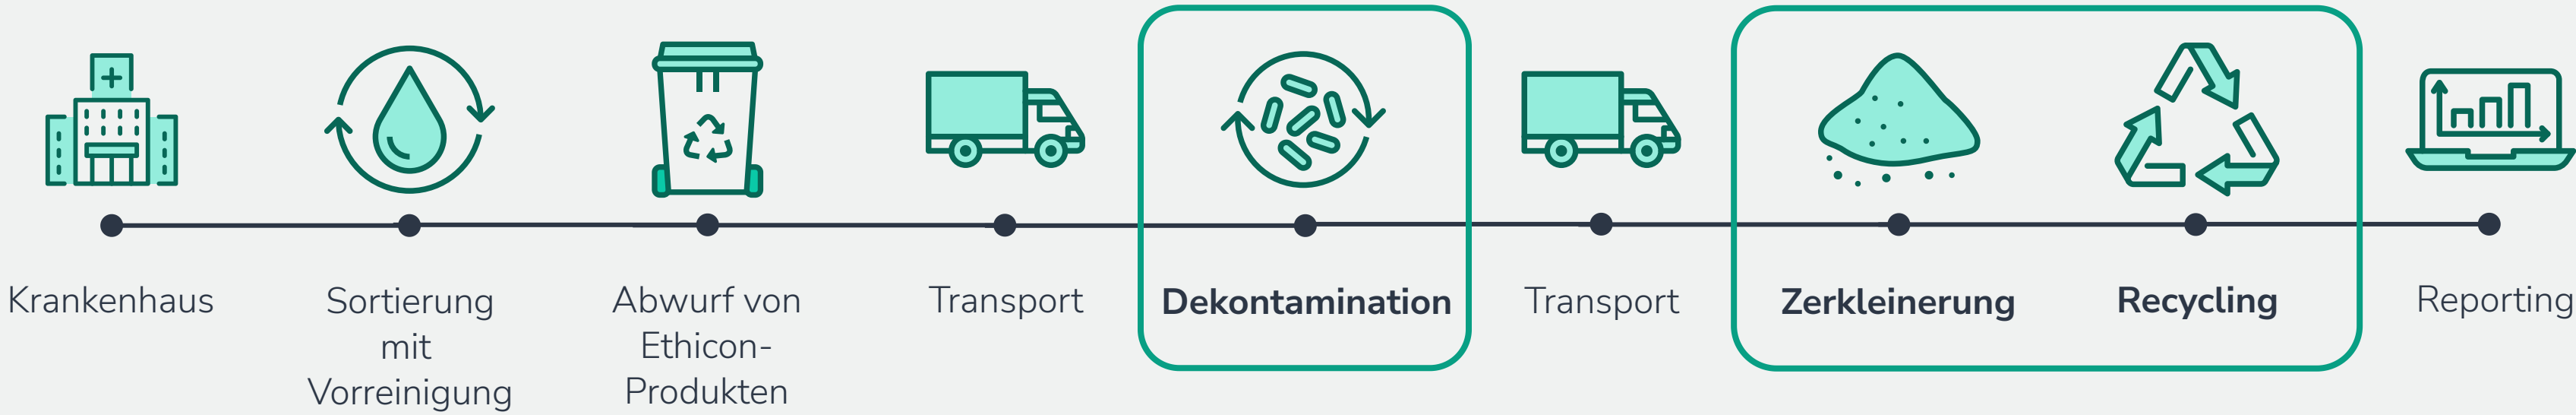 Krankenhaus
Sortierung
mit
Vorreinigung
Abwurf von
Ethicon-
Produkten
Transport
Dekontamination
Transport
Zerkleinerung
Recycling
Reporting